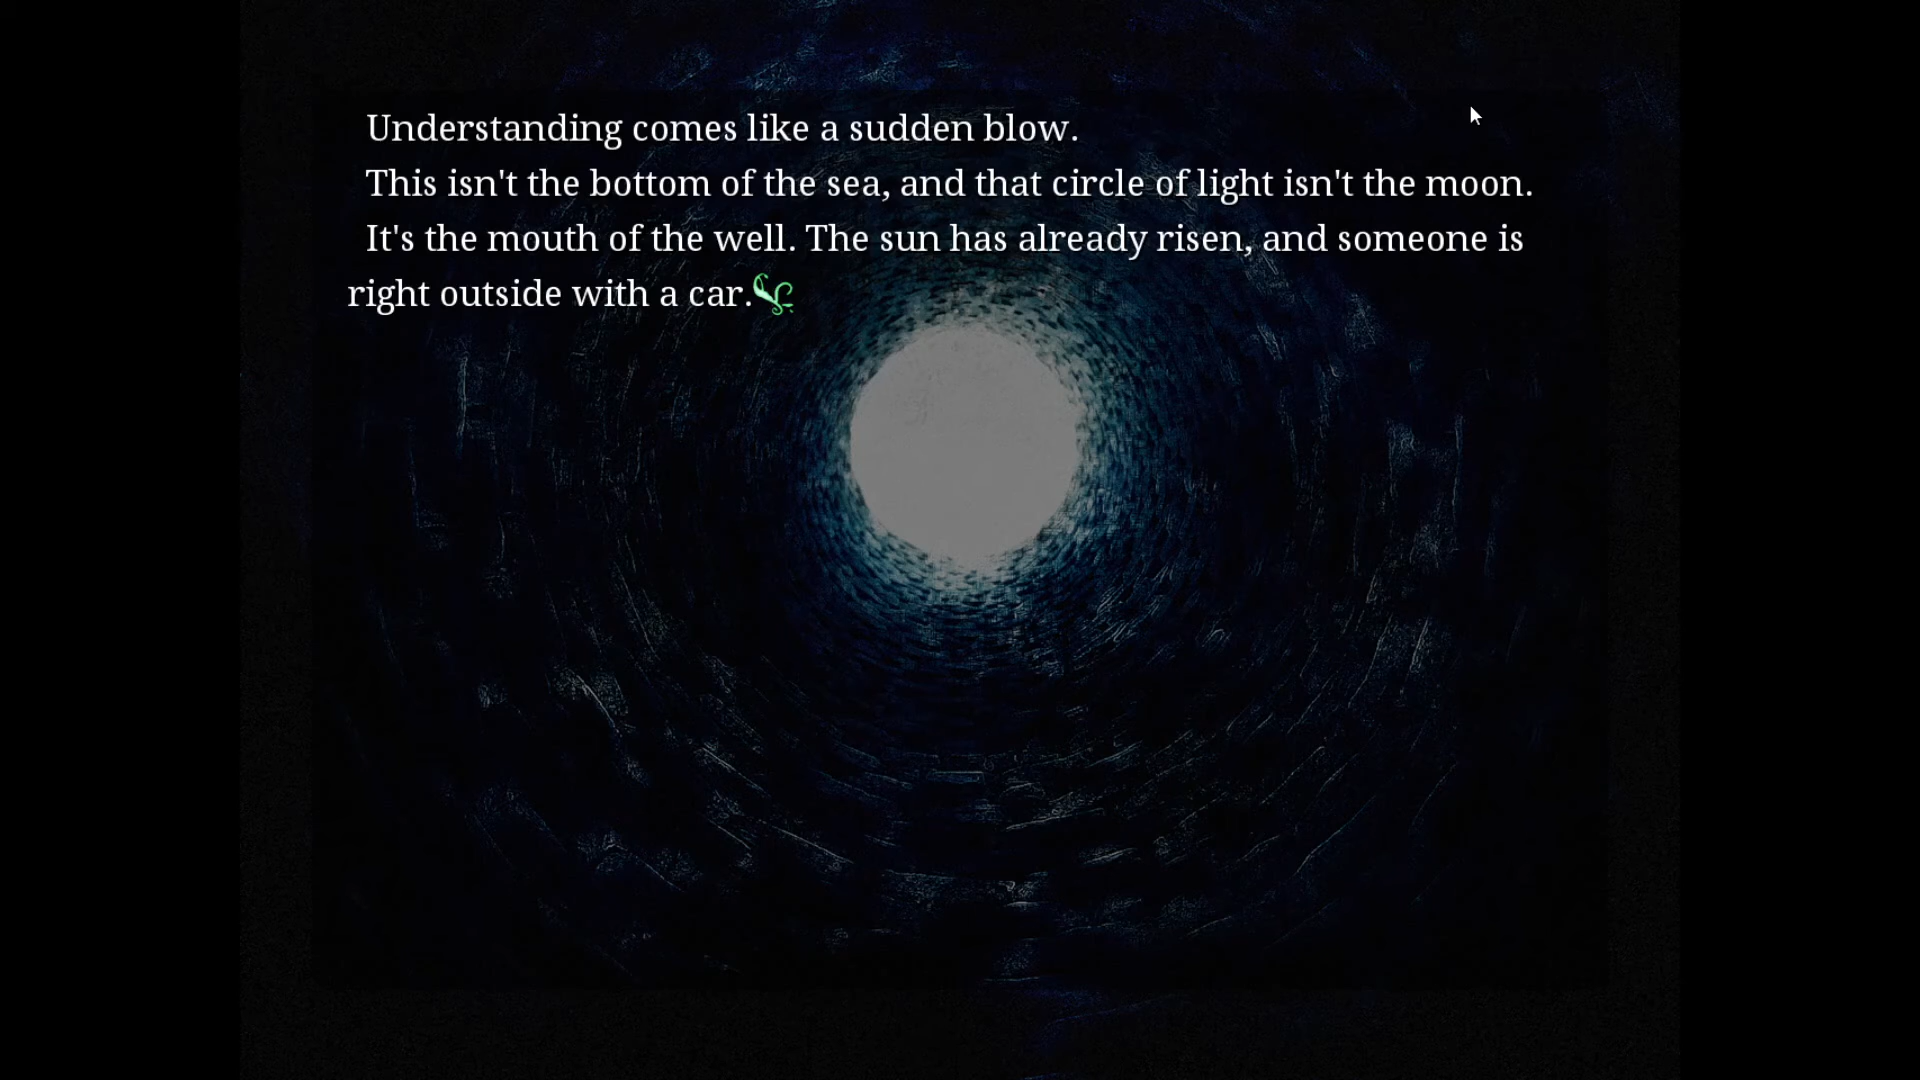 Understanding comes like a sudden blow.
This isn't the bottom of the sea, and that circle of light isn't the moon.
It's the mouth of the well. The sun has already risen, and someone is
right outside with a car.